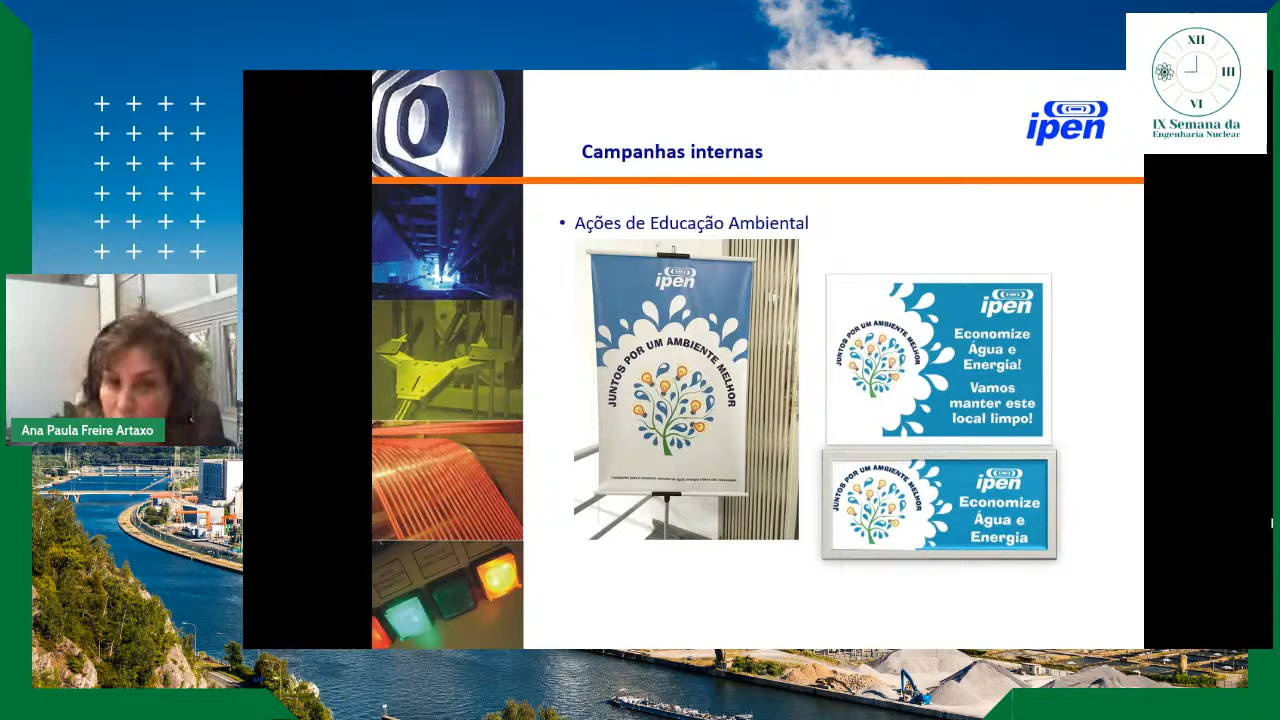 XII
III
VI
IX Semana da
Engenharia Nuclear
ipen
Campanhas internas
• Ações de Educação Ambiental
ipen
JUNTOS POR UM AMBIENTE MELHOR
ipen
JUNTOS POR UM AMBIENTE MELHOR
Economize
Água e
Energia!
Vamos
manter este
local limpo!
JUNTOS POR UM AMBIENTE MELHOR
ipen
Economize
Água e
Energia
Ana Paula Freire Artaxo